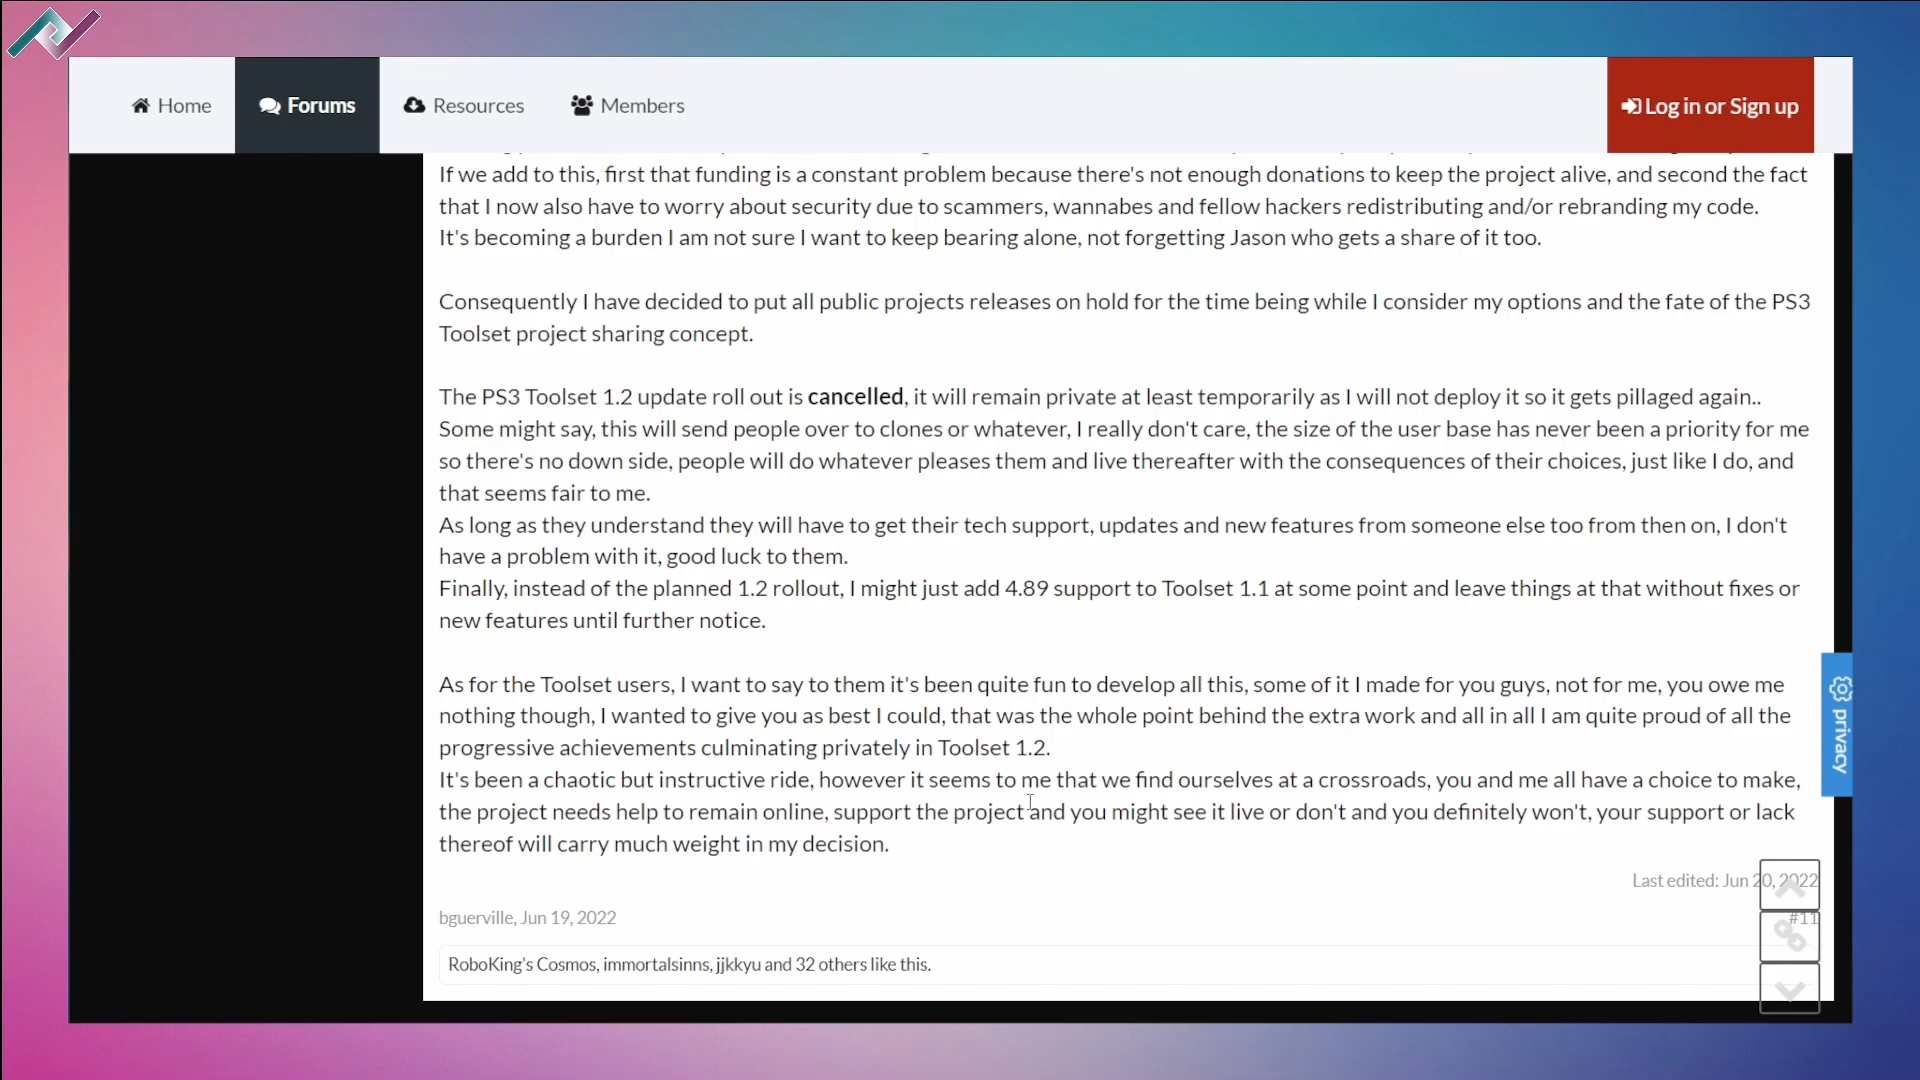 Home
Forums
Resources
Members
Log in or Sign up
If we add to this, first that funding is a constant problem because there's not enough donations to keep the project alive, and second the fact
that I now also have to worry about security due to scammers, wannabes and fellow hackers redistributing and/or rebranding my code.
It's becoming a burden I am not sure I want to keep bearing alone, not forgetting Jason who gets a share of it too.
Consequently I have decided to put all public projects releases on hold for the time being while I consider my options and the fate of the PS3
Toolset project sharing concept.
The PS3 Toolset 1.2 update roll out is cancelled, it will remain private at least temporarily as I will not deploy it so it gets pillaged again..
Some might say, this will send people over to clones or whatever, I really don't care, the size of the user base has never been a priority for me
so there's no down side, people will do whatever pleases them and live thereafter with the consequences of their choices, just like I do, and
that seems fair to me.
As long as they understand they will have to get their tech support, updates and new features from someone else too from then on, I don't
have a problem with it, good luck to them.
Finally, instead of the planned 1.2 rollout, I might just add 4.89 support to Toolset 1.1 at some point and leave things at that without fixes or
new features until further notice.
As for the Toolset users, I want to say to them it's been quite fun to develop all this, some of it I made for you guys, not for me, you owe me
nothing though, I wanted to give you as best I could, that was the whole point behind the extra work and all in all I am quite proud of all the
progressive achievements culminating privately in Toolset 1.2.
It's been a chaotic but instructive ride, however it seems to me that we find ourselves at a crossroads, you and me all have a choice to make,
the project needs help to remain online, support the project and you might see it live or don't and you definitely won't, your support or lack
thereof will carry much weight in my decision.
Last edited: Jun 20, 2022
bguerville, Jun 19, 2022
#11
RoboKing's Cosmos, immortalsinns, jjkkyu and 32 others like this.
privacy